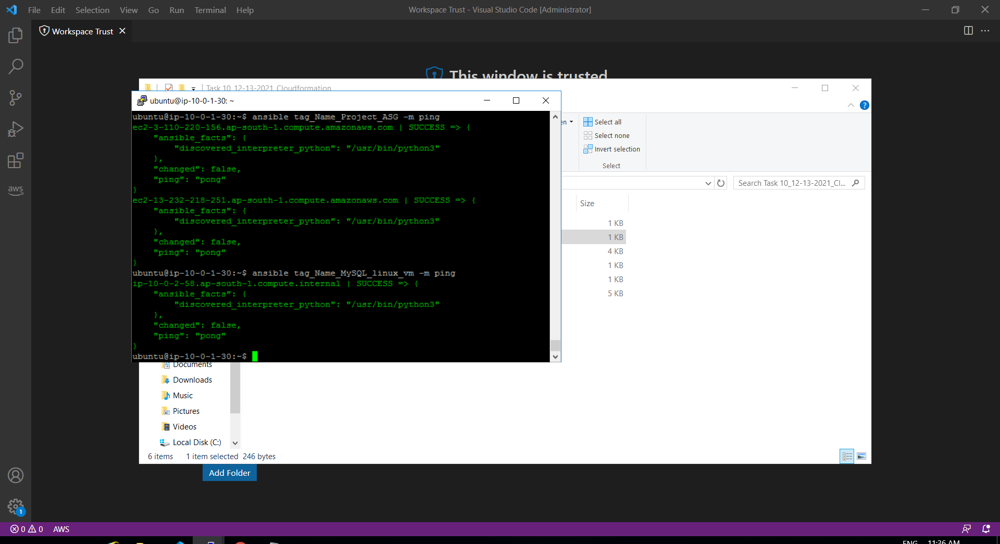 File Edit Selection View Go Run Terminal Help
Workspace Trust - Visual Studio Code [Administrator]
Workspace Trust
This window is trusted
Task 10_12-13-2021_Cloudformation
ubuntu@ip-10-0-1-30: ~
ubuntu@ip-10-0-1-30:~$ ansible tag_Name_Project_ASG -m ping
ec2-3-110-220-156.ap-south-1.compute.amazonaws.com | SUCCESS => {
"ansible_facts": {
"discovered_interpreter_python": "/usr/bin/python3"
},
"changed": false,
"ping": "pong"
}
ec2-13-232-218-251.ap-south-1.compute.amazonaws.com | SUCCESS => {
"ansible_facts": {
"discovered_interpreter_python": "/usr/bin/python3"
},
"changed": false,
"ping": "pong"
}
ubuntu@ip-10-0-1-30:~$ ansible tag_Name_MySQL_linux_vm -m ping
ip-10-0-2-58.ap-south-1.compute.internal | SUCCESS => {
"ansible_facts": {
"discovered_interpreter_python": "/usr/bin/python3"
},
"changed": false,
"ping": "pong"
}
ubuntu@ip-10-0-1-30:~$
en
Select all
Select none
Invert selection
Select
Search Task 10_12-13-2021_Cl...
Size
1 KB
1 KB
4 KB
1 KB
1 KB
5 KB
aws
Documents
Downloads
Music
Pictures
Videos
Local Disk (C:)
6 items 1 item selected 246 bytes
Add Folder
1
0 0 AWS
ENG 11:36 AM